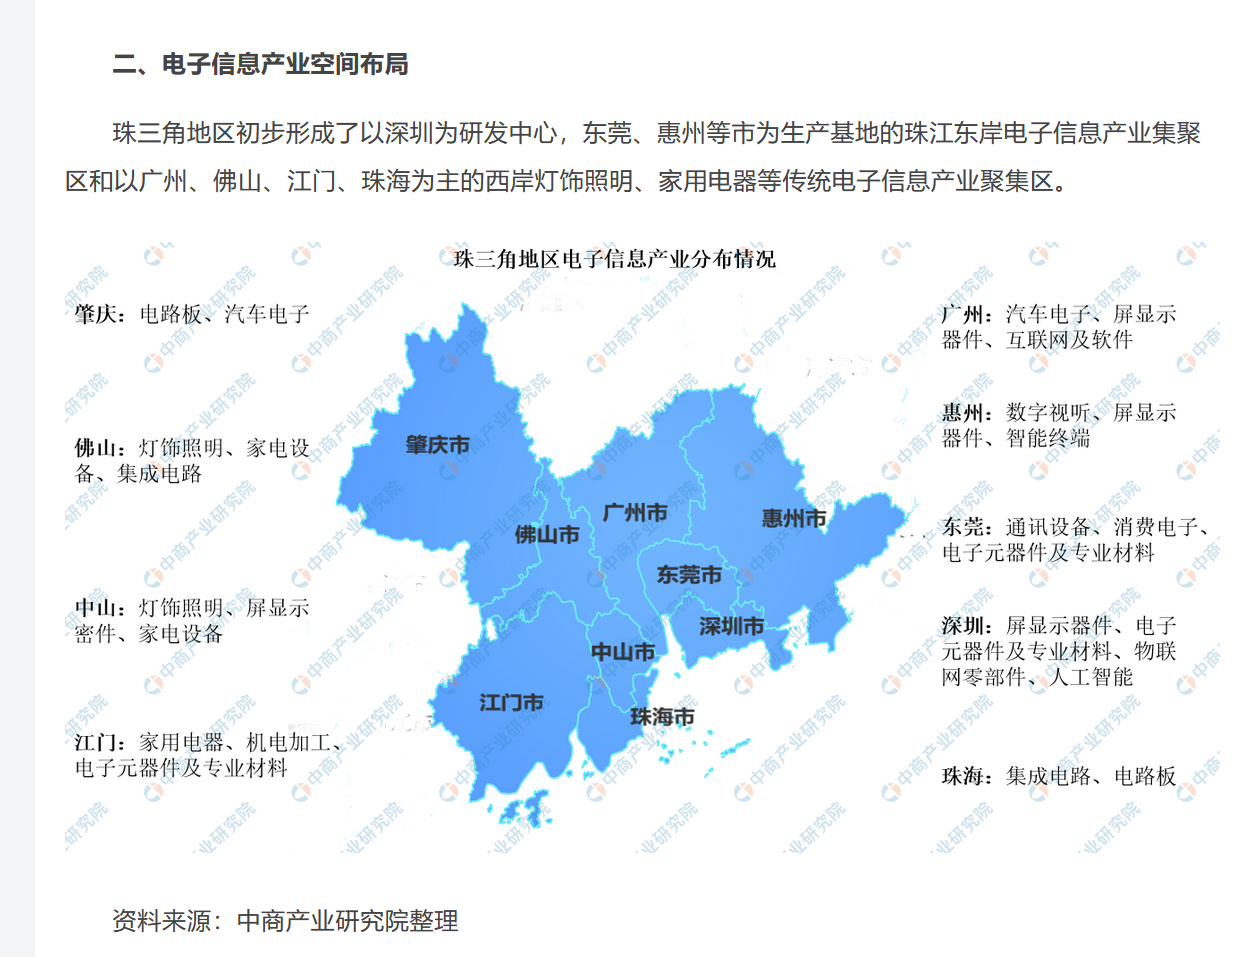 二、电子信息产业空间布局
珠三角地区初步形成了以深圳为研发中心，东莞、惠州等市为生产基地的珠江东岸电子信息产业集聚
区和以广州、佛山、江门、珠海为主的西岸灯饰照明、家用电器等传统电子信息产业聚集区。
珠三角地区电子信息产业分布情况
肇庆：电路板、汽车电子
佛山：灯饰照明、家电设
备、集成电路
中山：灯饰照明、屏显示
密件、家电设备
江门：家用电器、机电加工、
电子元器件及专业材料
肇庆市
佛山市
广州市
惠州市
东莞市
深圳市
中山市
江门市
珠海市
广州：汽车电子、屏显示
器件、互联网及软件
惠州：数字视听、屏显示
器件、智能终端
东莞：通讯设备、消费电子、
电子元器件及专业材料
深圳：屏显示器件、电子
元器件及专业材料、物联
网零部件、人工智能
珠海：集成电路、电路板
中商产业研究院
资料来源：中商产业研究院整理